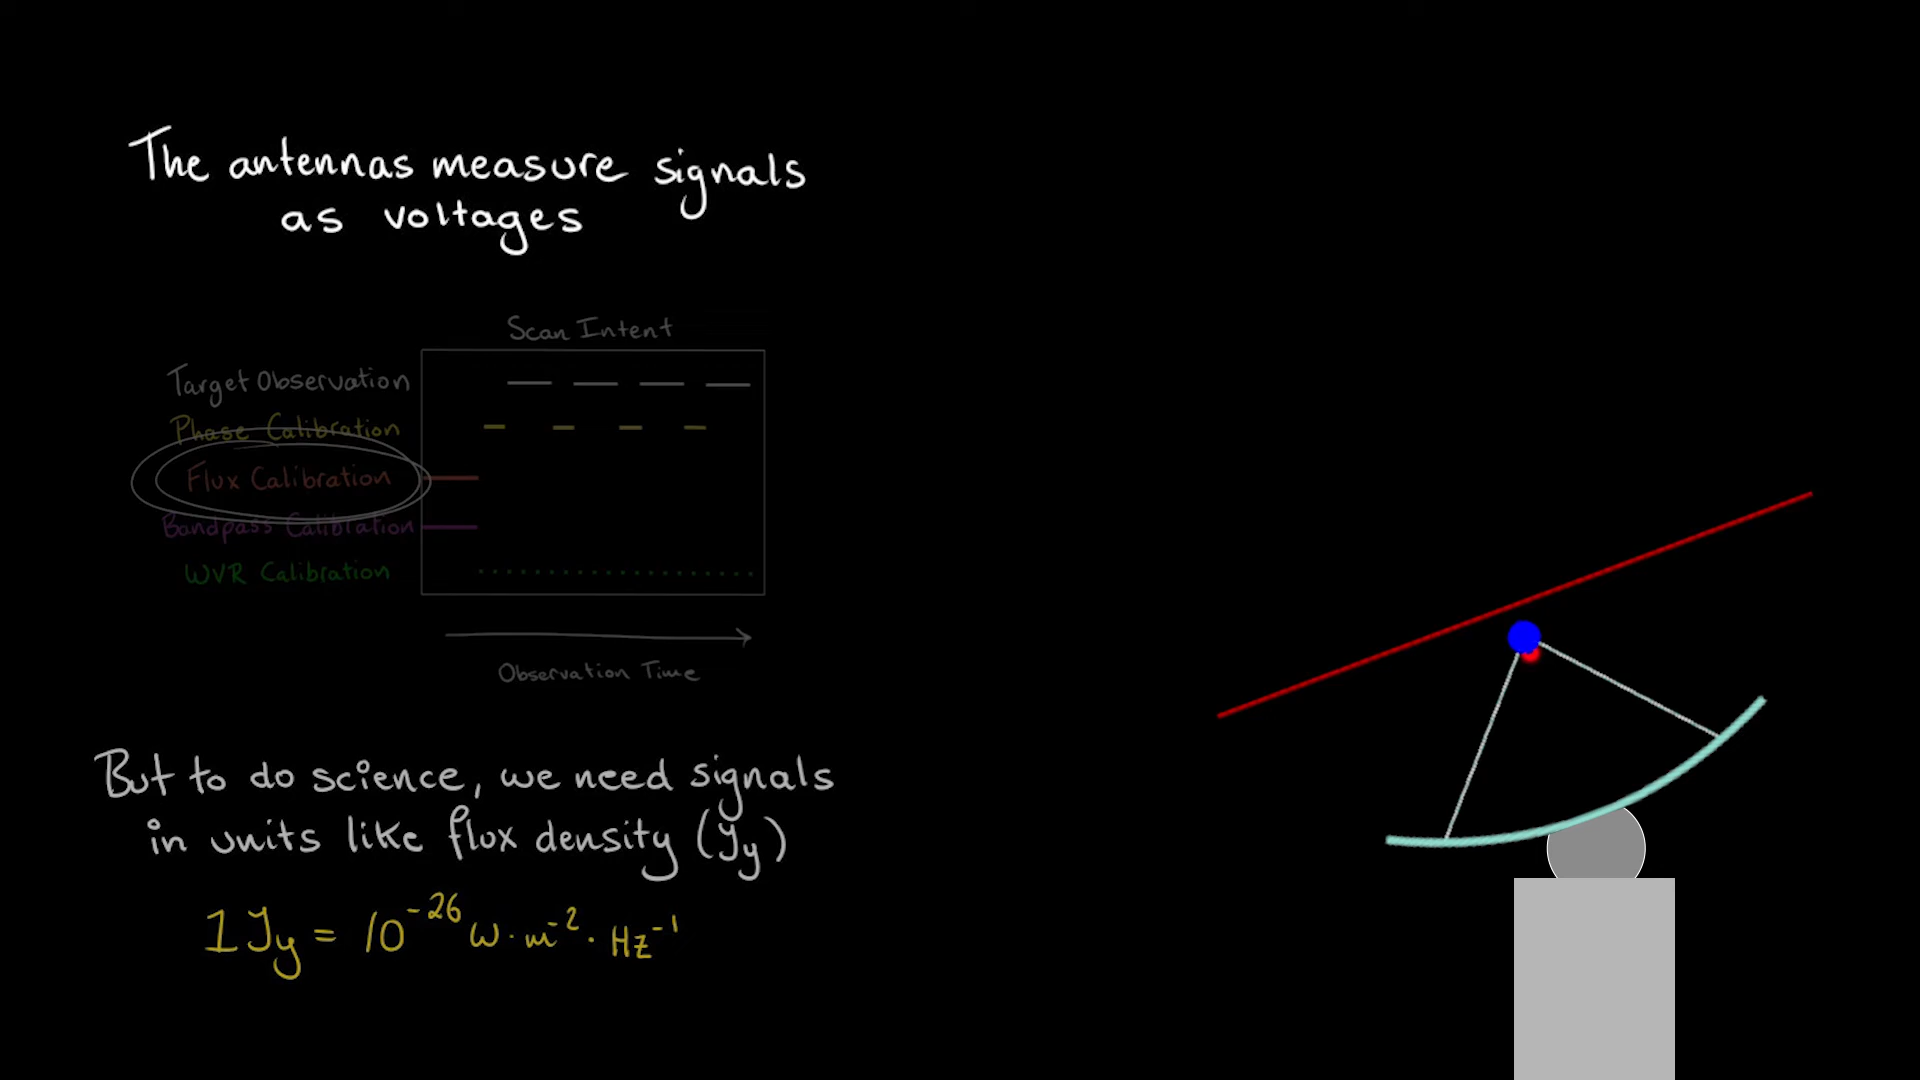 The antennas measure signals
as voltages
Scan Intent
Target Observation
Phase Calibration
Flux Calibration
Bandpass Calibration
WVR Calibration
Observation Time
But to do science, we need signals
in units like flux density (Jy)
1 Jy = 10⁻²⁶ W · m⁻² · Hz⁻¹